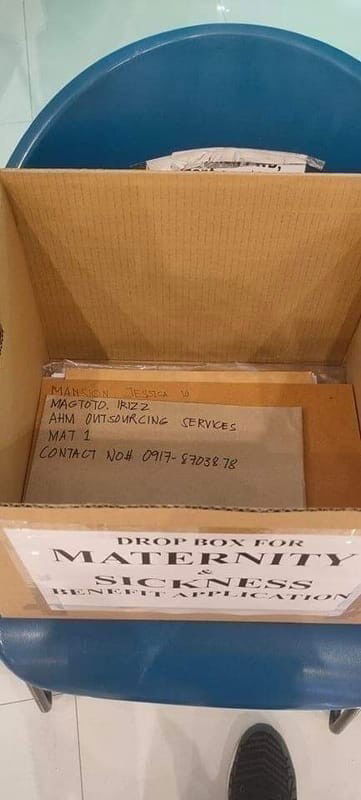 MANSION, JESSICA
MAGTOTO, IRIZZ
AHM OUTSOURCING SERVICES
MAT 1
CONTACT NO# 0917-8703878
DROP BOX FOR
MATERNITY
&
SICKNESS
BENEFIT APPLICATION